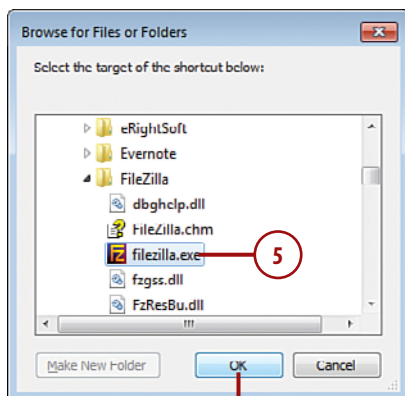 Browse for Files or Folders
Select the target of the shortcut below:
eRightSoft
Evernote
FileZilla
dbghelp.dll
FileZilla.chm
filezilla.exe
5
fzgss.dll
FzResBu.dll
Make New Folder
OK
Cancel